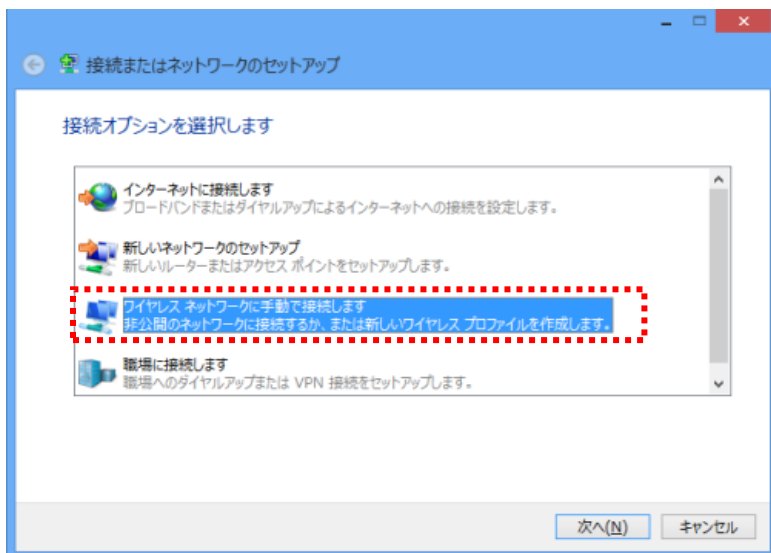 接続またはネットワークのセットアップ
接続オプションを選択します
インターネットに接続します
ブロードバンドまたはダイヤルアップによるインターネットへの接続を設定します。
新しいネットワークのセットアップ
新しいルーターまたはアクセス ポイントをセットアップします。
ワイヤレス ネットワークに手動で接続します
非公開のネットワークに接続するか、または新しいワイヤレス プロファイルを作成します。
職場に接続します
職場へのダイヤルアップまたは VPN 接続をセットアップします。
次へ(N) キャンセル